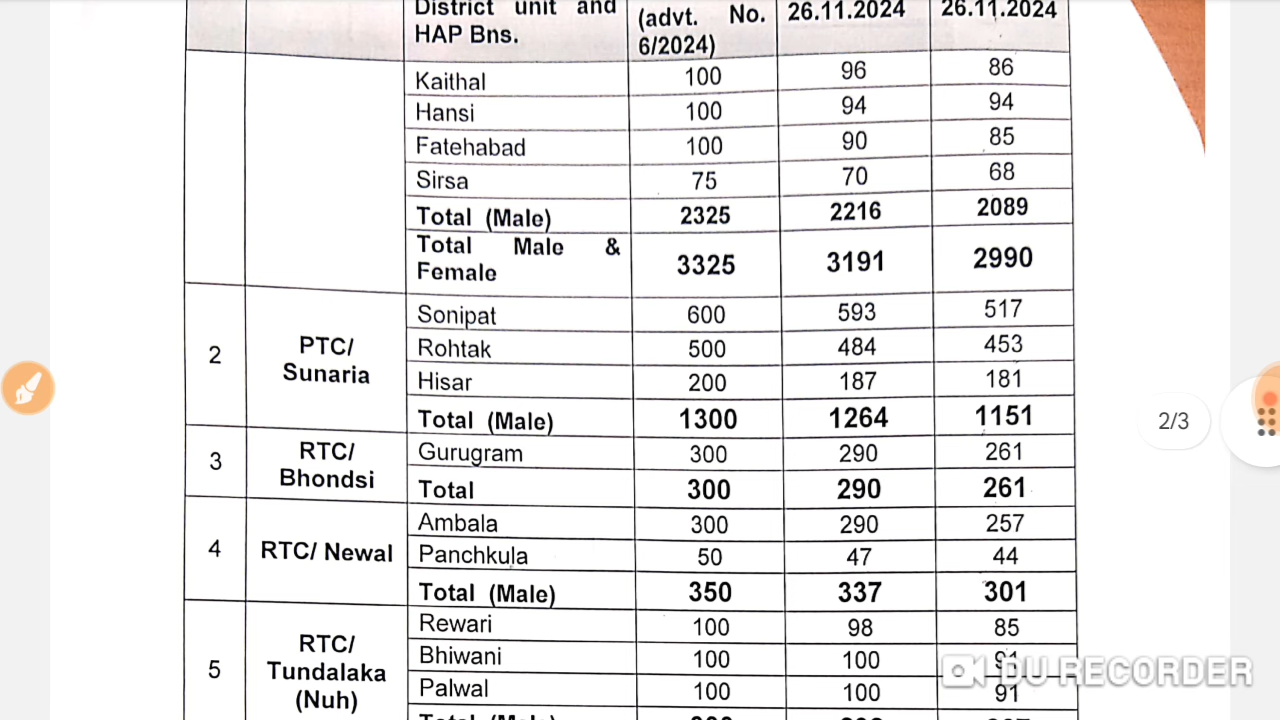 District unit and HAP Bns. (advt. No. 6/2024) 26.11.2024 26.11.2024
Kaithal 100 96 86
Hansi 100 94 94
Fatehabad 100 90 85
Sirsa 75 70 68
Total (Male) 2325 2216 2089
Total Male & Female 3325 3191 2990
2 PTC/ Sunaria Sonipat 600 593 517
Rohtak 500 484 453
Hisar 200 187 181
Total (Male) 1300 1264 1151
3 RTC/ Bhondsi Gurugram 300 290 261
Total 300 290 261
4 RTC/ Newal Ambala 300 290 257
Panchkula 50 47 44
Total (Male) 350 337 301
5 RTC/ Tundalaka (Nuh) Rewari 100 98 85
Bhiwani 100 100 91
Palwal 100 100 91
Total (Male)
2/3
DU RECORDER